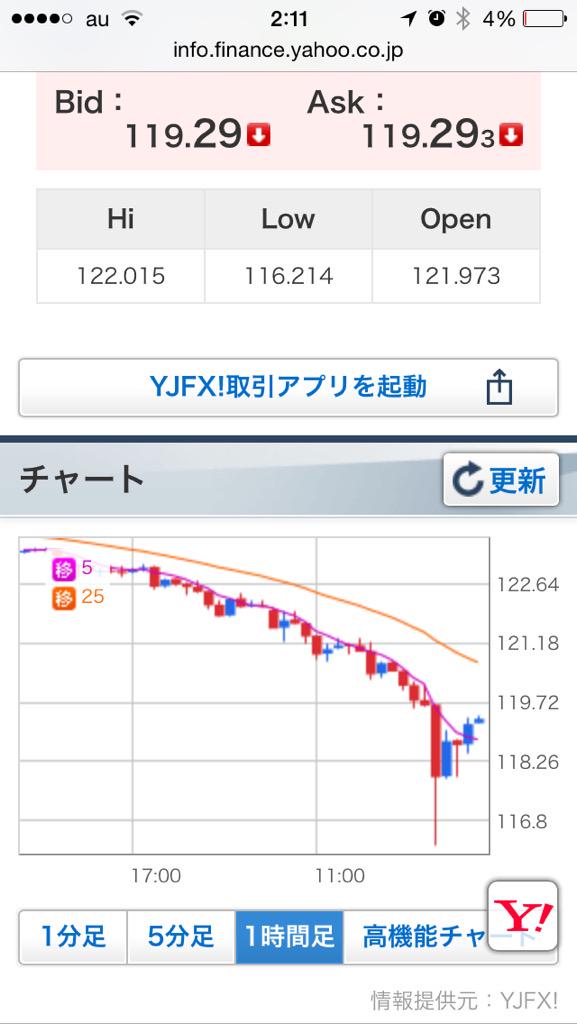 au 2:11 4%
info.finance.yahoo.co.jp
Bid： Ask：
119.29 119.293
Hi Low Open
122.015 116.214 121.973
YJFX!取引アプリを起動
チャート 更新
移 5
移 25
122.64
121.18
119.72
118.26
116.8
17:00 11:00
1分足 5分足 1時間足 高機能チャート
Y!
情報提供元：YJFX!